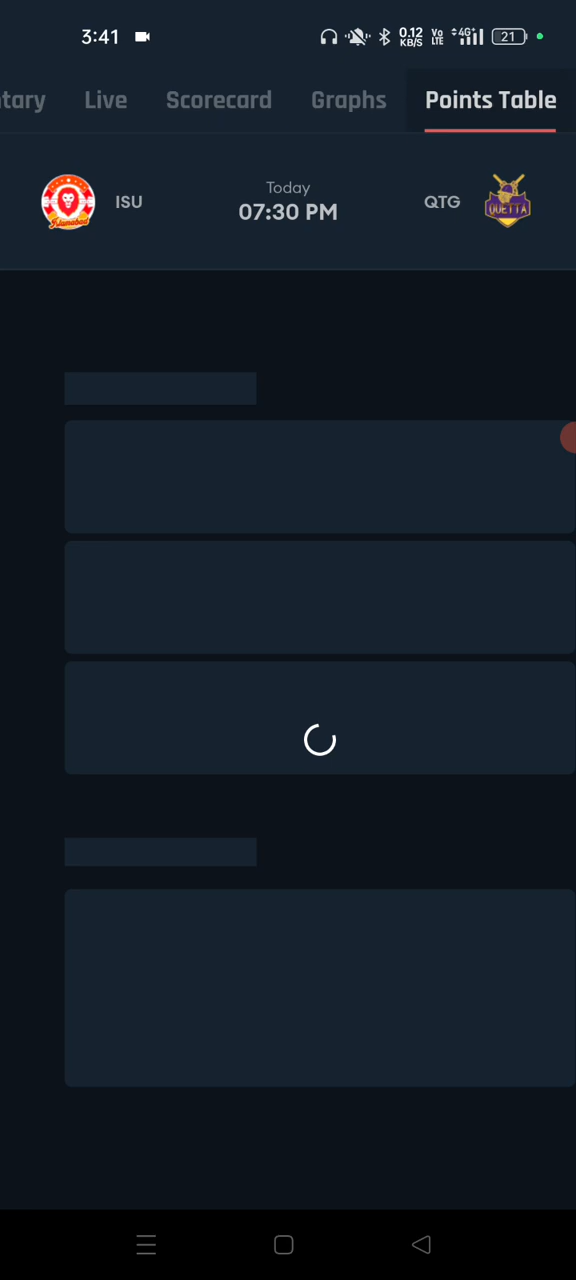 3:41
0.12 KB/S
Vo LTE
4G+
21
tary
Live
Scorecard
Graphs
Points Table
ISU
Today
07:30 PM
QTG
Islamabad
QUETTA